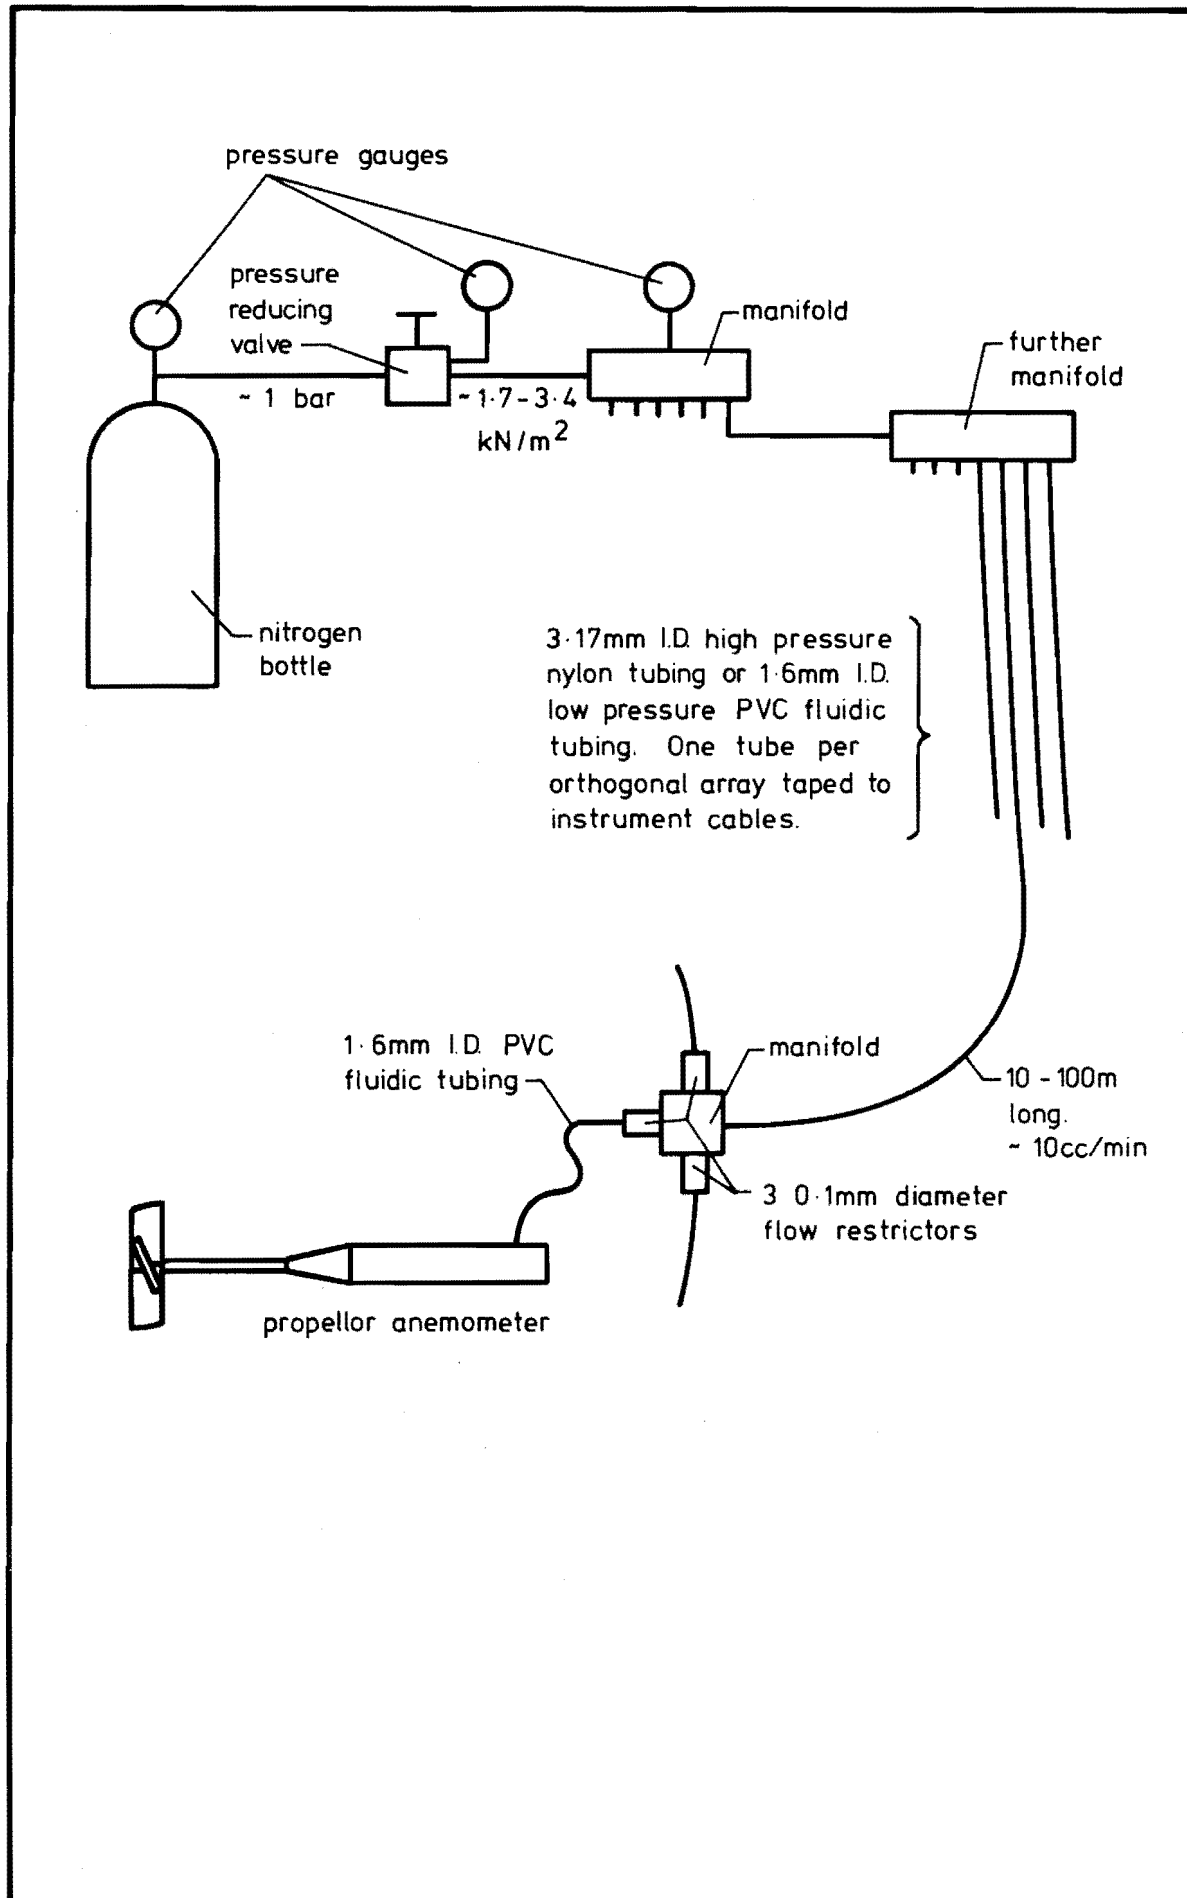 pressure gauges
pressure
reducing
valve
manifold
further
manifold
~ 1 bar
~ 1·7-3·4
kN/m²
nitrogen
bottle
3·17mm I.D. high pressure
nylon tubing or 1·6mm I.D.
low pressure PVC fluidic
tubing. One tube per
orthogonal array taped to
instrument cables.
1·6mm I.D. PVC
fluidic tubing
manifold
10 - 100m
long.
~ 10cc/min
3 0·1mm diameter
flow restrictors
propellor anemometer